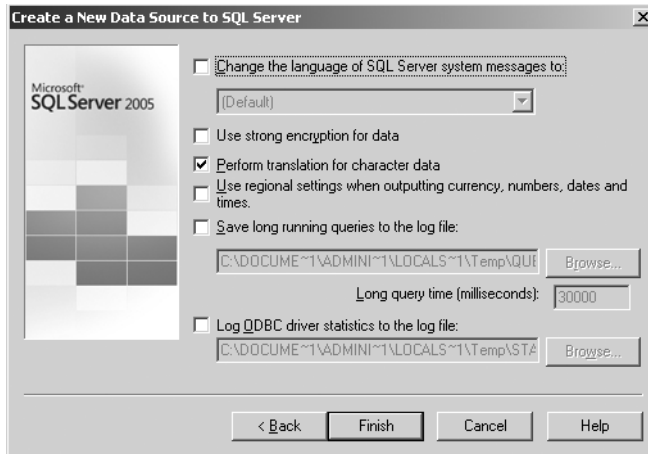 Create a New Data Source to SQL Server
Microsoft®
SQL Server 2005
Change the language of SQL Server system messages to:
(Default)
Use strong encryption for data
Perform translation for character data
Use regional settings when outputting currency, numbers, dates and
times.
Save long running queries to the log file:
C:\DOCUME~1\ADMINI~1\LOCALS~1\Temp\QUE
Browse...
Long query time (milliseconds):
30000
Log ODBC driver statistics to the log file:
C:\DOCUME~1\ADMINI~1\LOCALS~1\Temp\STA
Browse...
< Back
Finish
Cancel
Help